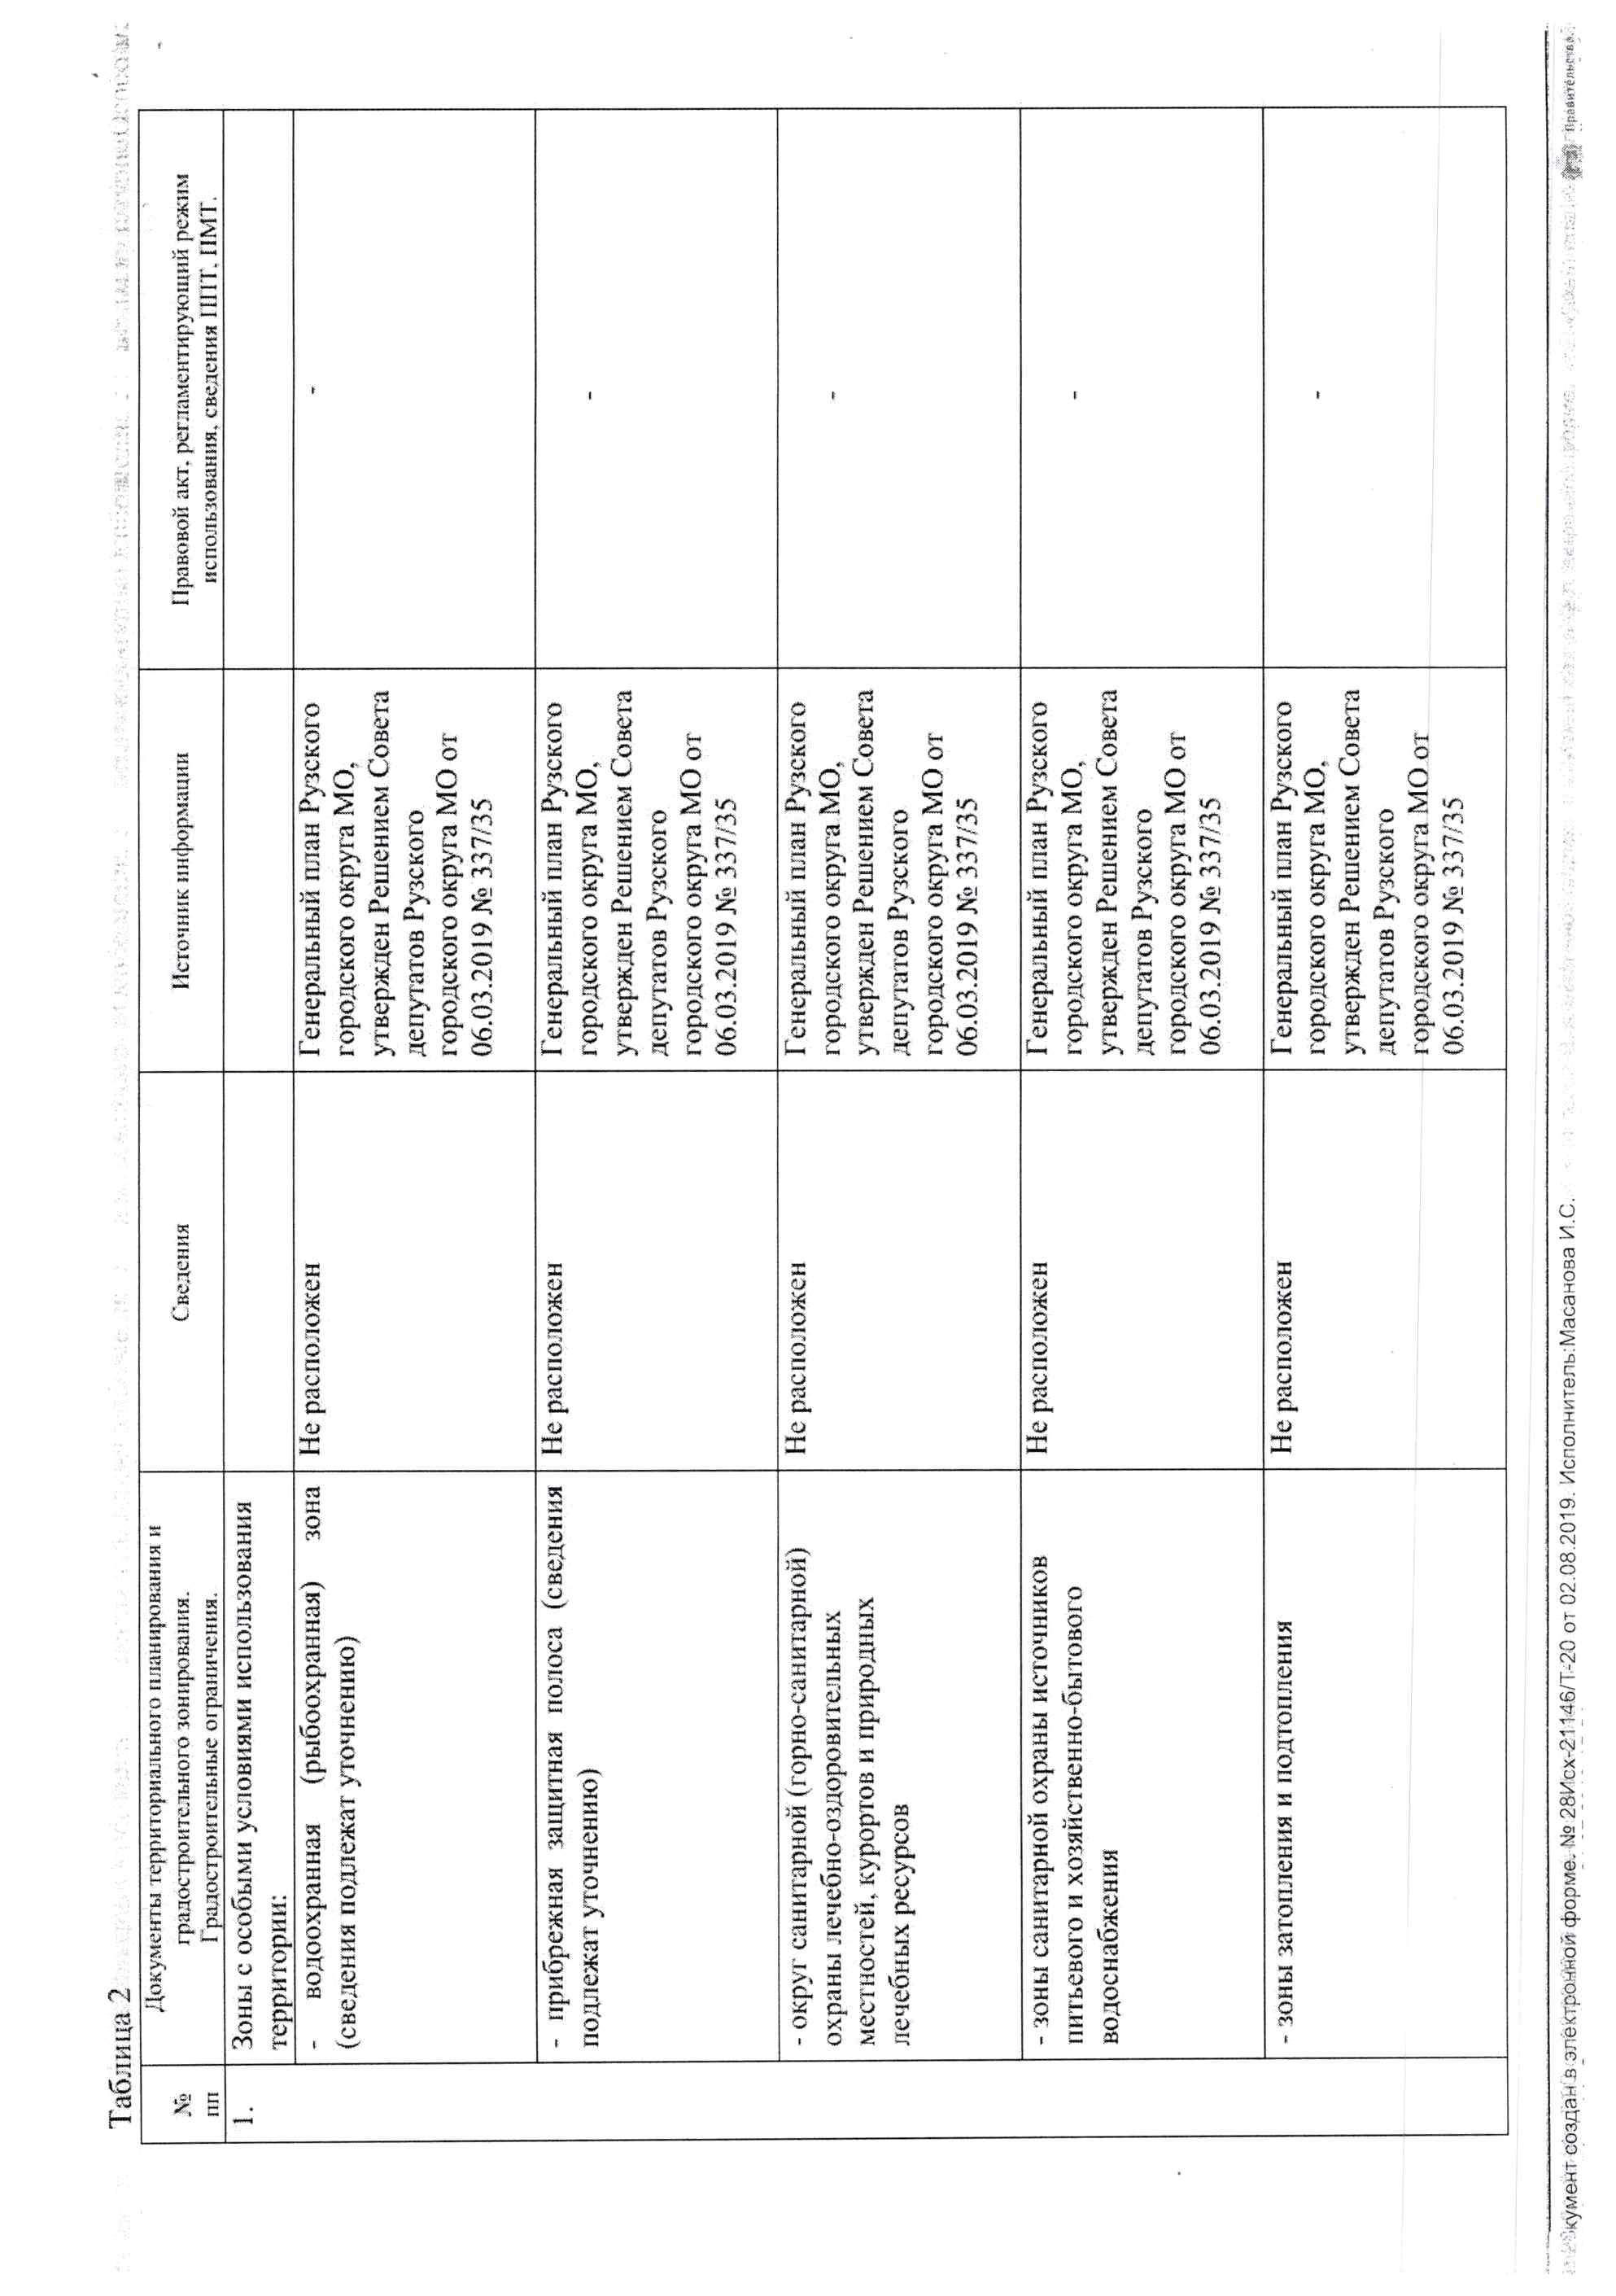 Таблица 2
№
пп
Документы территориального планирования и
градостроительного зонирования.
Градостроительные ограничения.
Сведения
Источник информации
Правовой акт, регламентирующий режим
использования, сведения ППТ, ПМТ.
1.
Зоны с особыми условиями использования
территории:
- водоохранная (рыбоохранная) зона
(сведения подлежат уточнению)
Не расположен
Генеральный план Рузского
городского округа МО,
утвержден Решением Совета
депутатов Рузского
городского округа МО от
06.03.2019 № 337/35
-
- прибрежная защитная полоса (сведения
подлежат уточнению)
Не расположен
Генеральный план Рузского
городского округа МО,
утвержден Решением Совета
депутатов Рузского
городского округа МО от
06.03.2019 № 337/35
-
- округ санитарной (горно-санитарной)
охраны лечебно-оздоровительных
местностей, курортов и природных
лечебных ресурсов
Не расположен
Генеральный план Рузского
городского округа МО,
утвержден Решением Совета
депутатов Рузского
городского округа МО от
06.03.2019 № 337/35
-
- зоны санитарной охраны источников
питьевого и хозяйственно-бытового
водоснабжения
Не расположен
Генеральный план Рузского
городского округа МО,
утвержден Решением Совета
депутатов Рузского
городского округа МО от
06.03.2019 № 337/35
-
- зоны затопления и подтопления
Не расположен
Генеральный план Рузского
городского округа МО,
утвержден Решением Совета
депутатов Рузского
городского округа МО от
06.03.2019 № 337/35
-
кумент создан в электронной форме. № 28Исх-21146/Т-20 от 02.08.2019. Исполнитель:Масанова И.С.
Правительство